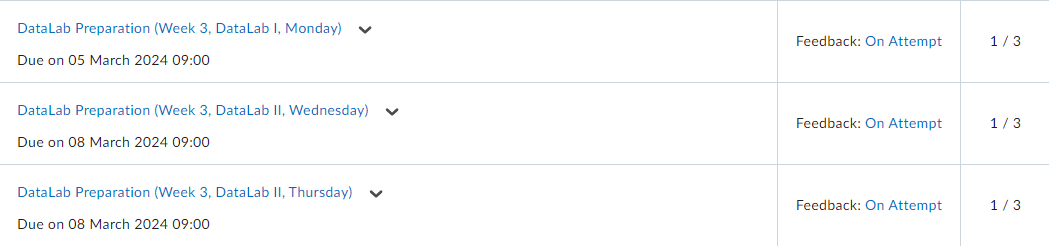 DataLab Preparation (Week 3, DataLab I, Monday)
Due on 05 March 2024 09:00
Feedback: On Attempt
1 / 3
DataLab Preparation (Week 3, DataLab II, Wednesday)
Due on 08 March 2024 09:00
Feedback: On Attempt
1 / 3
DataLab Preparation (Week 3, DataLab II, Thursday)
Due on 08 March 2024 09:00
Feedback: On Attempt
1 / 3